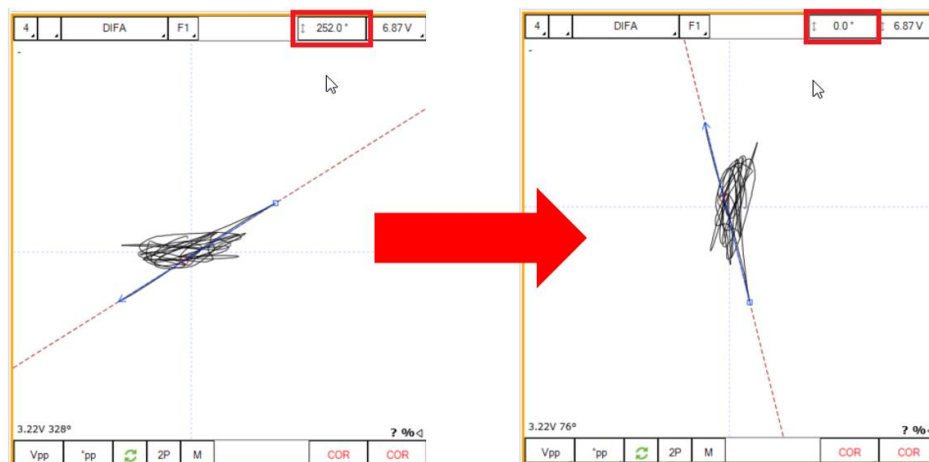 4 DIFA F1 252.0 ° 6.87 V
3.22V 328°
? %
Vpp °pp 2P M COR COR
4 DIFA F1 0.0 ° 6.87 V
3.22V 76°
? %
Vpp °pp 2P M COR COR